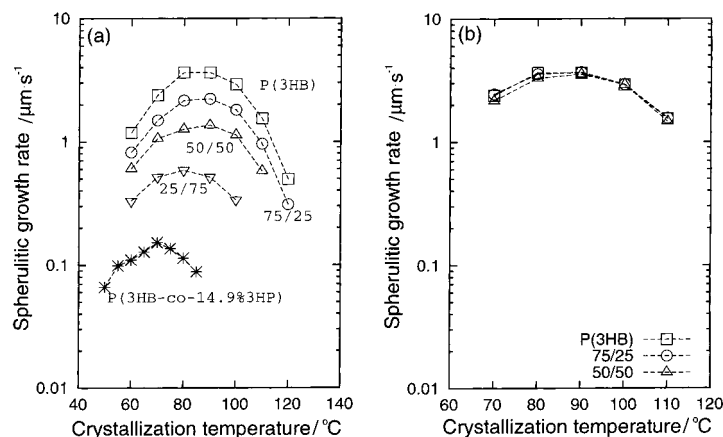 (a)
10
1
0.1
0.01
Spherulitic growth rate /μm·s⁻¹
P(3HB)
50/50
25/75
75/25
P(3HB-co-14.9%3HP)
40 60 80 100 120 140
Crystallization temperature/°C
(b)
10
1
0.1
0.01
Spherulitic growth rate /μm·s⁻¹
P(3HB)
75/25
50/50
60 70 80 90 100 110 120
Crystallization temperature/°C